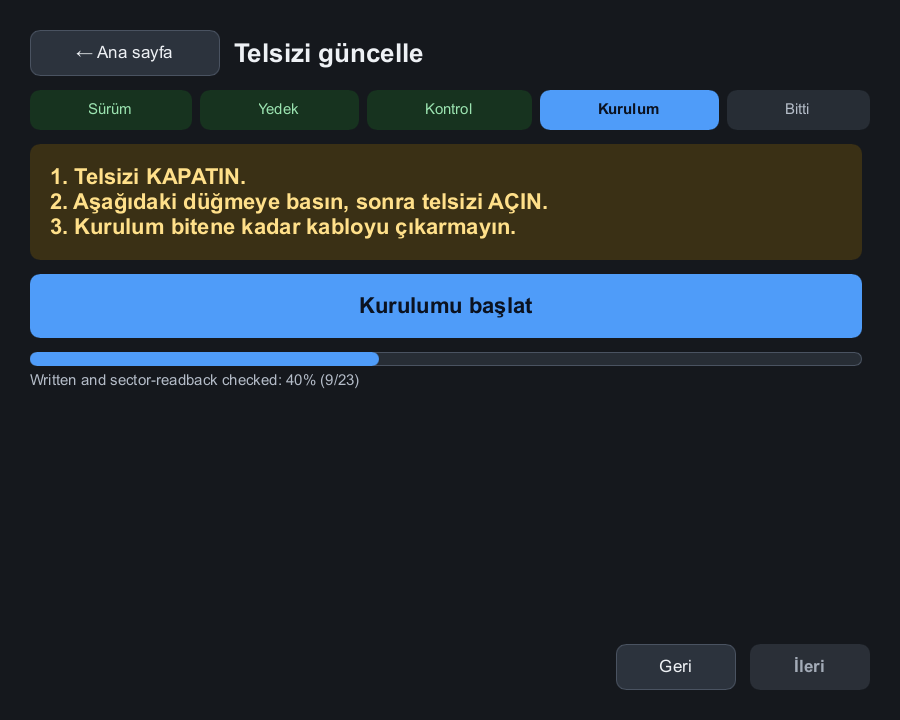 ← Ana sayfa
Telsizi güncelle
Sürüm
Yedek
Kontrol
Kurulum
Bitti
1. Telsizi KAPATIN.
2. Aşağıdaki düğmeye basın, sonra telsizi AÇIN.
3. Kurulum bitene kadar kabloyu çıkarmayın.
Kurulumu başlat
Written and sector-readback checked: 40% (9/23)
Geri
İleri